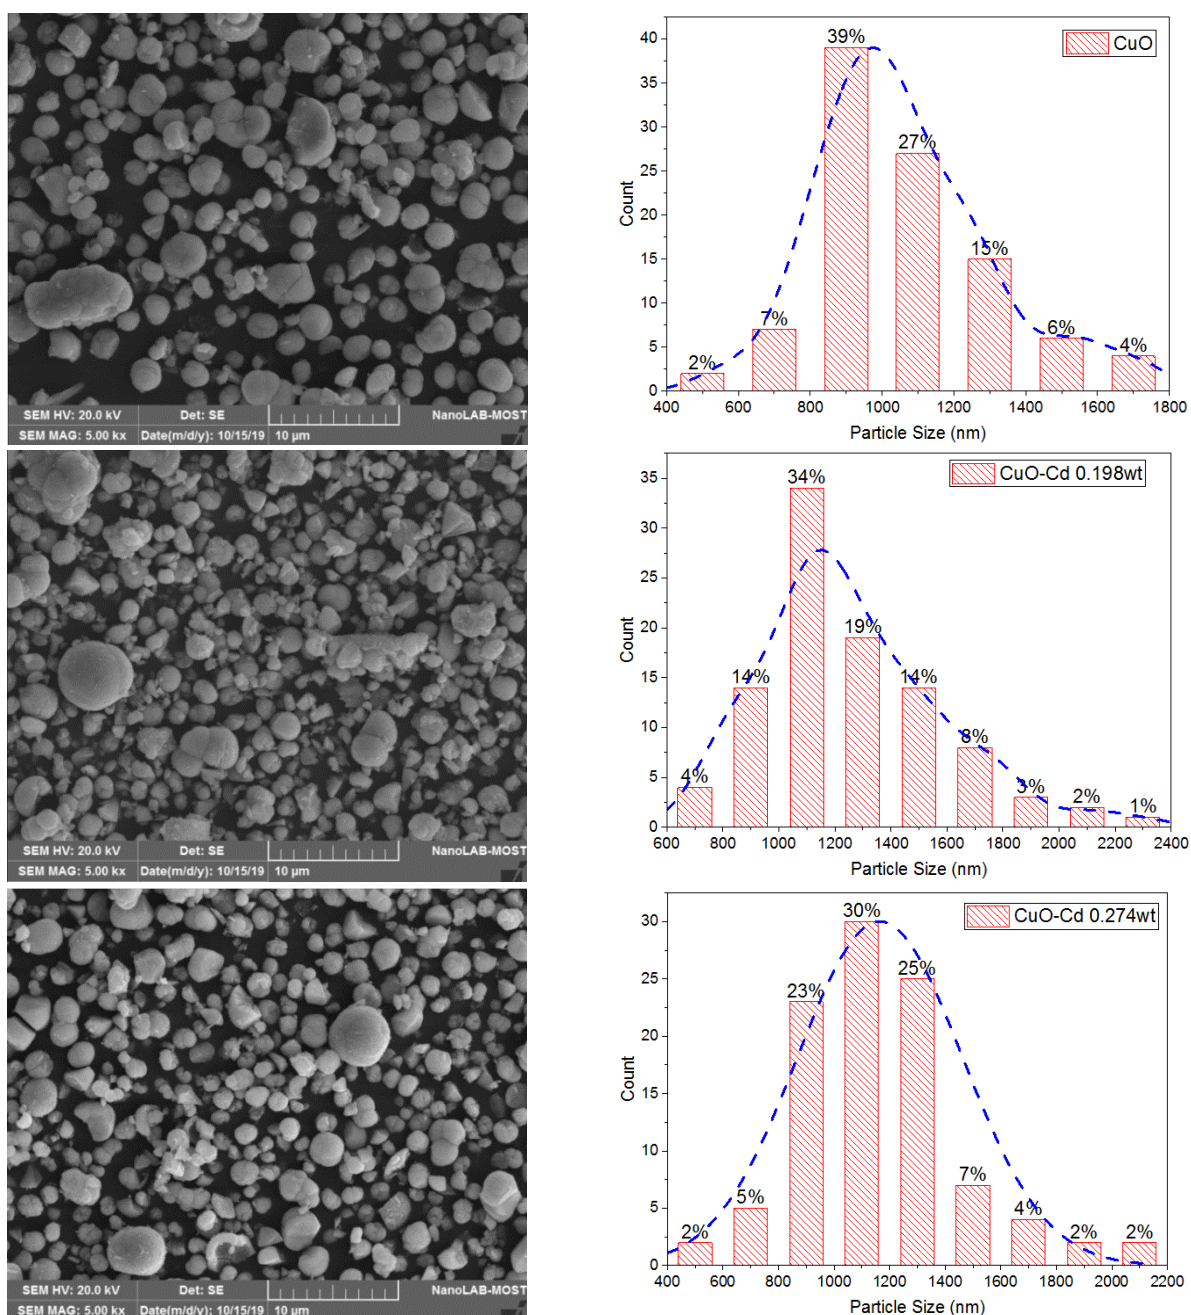 SEM HV: 20.0 kV Det: SE NanoLAB-MOST
SEM MAG: 5.00 kx Date(m/d/y): 10/15/19 10 µm
CuO
39%
27%
15%
7%
6%
4%
2%
Count
40
35
30
25
20
15
10
5
0
400 600 800 1000 1200 1400 1600 1800
Particle Size (nm)
SEM HV: 20.0 kV Det: SE NanoLAB-MOST
SEM MAG: 5.00 kx Date(m/d/y): 10/15/19 10 µm
CuO-Cd 0.198wt
34%
19%
14% 14%
8%
4% 3% 2% 1%
Count
35
30
25
20
15
10
5
0
600 800 1000 1200 1400 1600 1800 2000 2200 2400
Particle Size (nm)
SEM HV: 20.0 kV Det: SE NanoLAB-MOST
SEM MAG: 5.00 kx Date(m/d/y): 10/15/19 10 µm
CuO-Cd 0.274wt
30%
25%
23%
7%
5%
4%
2% 2% 2%
Count
30
25
20
15
10
5
0
400 600 800 1000 1200 1400 1600 1800 2000 2200
Particle Size (nm)